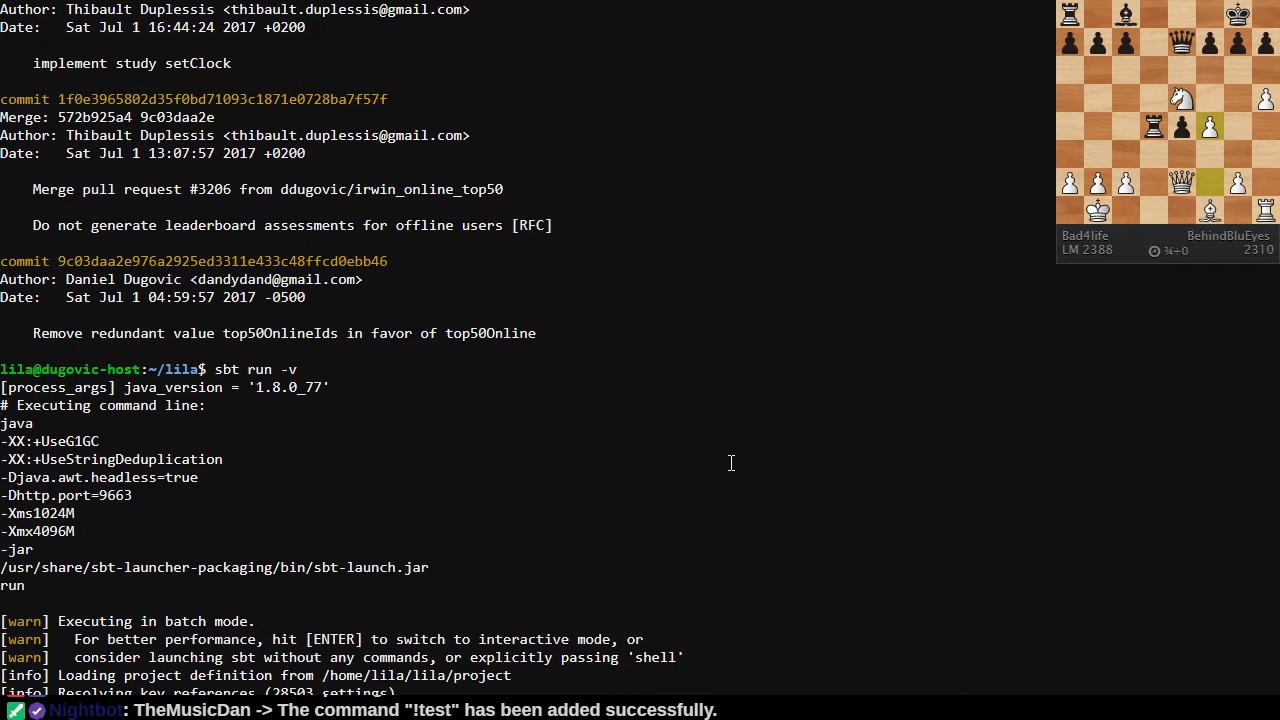 Author: Thibault Duplessis <thibault.duplessis@gmail.com>
Date:   Sat Jul 1 16:44:24 2017 +0200
implement study setClock
commit 1f0e3965802d35f0bd71093c1871e0728ba7f57f
Merge: 572b925a4 9c03daa2e
Author: Thibault Duplessis <thibault.duplessis@gmail.com>
Date:   Sat Jul 1 13:07:57 2017 +0200
Merge pull request #3206 from ddugovic/irwin_online_top50
Do not generate leaderboard assessments for offline users [RFC]
commit 9c03daa2e976a2925ed3311e433c48ffcd0ebb46
Author: Daniel Dugovic <dandydand@gmail.com>
Date:   Sat Jul 1 04:59:57 2017 -0500
Remove redundant value top50OnlineIds in favor of top50Online
lila@dugovic-host:~/lila$ sbt run -v
[process_args] java_version = '1.8.0_77'
# Executing command line:
java
-XX:+UseG1GC
-XX:+UseStringDeduplication
-Djava.awt.headless=true
-Dhttp.port=9663
-Xms1024M
-Xmx4096M
-jar
/usr/share/sbt-launcher-packaging/bin/sbt-launch.jar
run
[warn] Executing in batch mode.
[warn]   For better performance, hit [ENTER] to switch to interactive mode, or
[warn]   consider launching sbt without any commands, or explicitly passing 'shell'
[info] Loading project definition from /home/lila/lila/project
[info] Resolving key references (28503 settings)
Bad4life BehindBluEyes
LM 2388 ¾+0 2310
Nightbot: TheMusicDan -> The command "!test" has been added successfully.